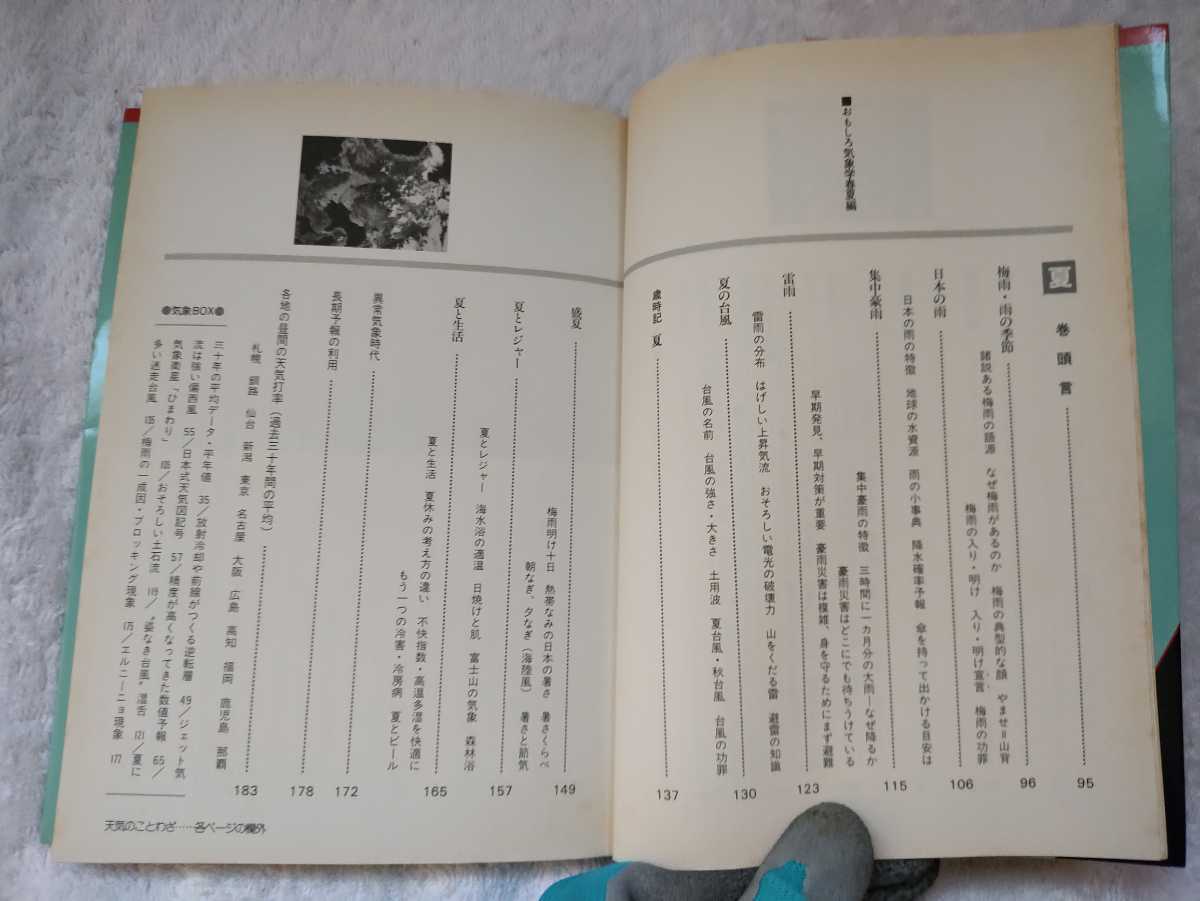 ■おもしろ気象学春夏編
夏
巻頭言 95
梅雨・雨の季節 96
諸説ある梅雨の語源　なぜ梅雨があるのか　梅雨の典型的な顔　やませ＝山背
梅雨の入り・明け　入り・明け宣言　梅雨の功罪
日本の雨 106
日本の雨の特徴　地球の水資源　雨の小事典　降水確率予報　傘を持って出かける目安は
集中豪雨 115
集中豪雨の特徴　三時間に一カ月分の大雨―なぜ降るか
豪雨災害はどこにでも待ちうけている
早期発見、早期対策が重要　豪雨災害は複雑、身を守るためにまず避難
雷雨 123
雷雨の分布　はげしい上昇気流　おそろしい電光の破壊力　山をくだる雷　避雷の知識
夏の台風 130
台風の名前　台風の強さ・大きさ　土用波　夏台風・秋台風　台風の功罪
歳時記　夏 137
盛夏 149
梅雨明け十日　熱帯なみの日本の暑さ　暑さくらべ
朝なぎ、夕なぎ（海陸風）　暑さと節気
夏とレジャー 157
夏とレジャー　海水浴の適温　日焼けと肌　富士山の気象　森林浴
夏と生活 165
夏と生活　夏休みの考え方の違い　不快指数・高温多湿を快適に
もう一つの冷害・冷房病　夏とビール
異常気象時代 172
長期予報の利用 178
各地の昼間の天気打率（過去三十年間の平均） 183
札幌　釧路　仙台　新潟　東京　名古屋　大阪　広島　高知　福岡　鹿児島　那覇
●気象BOX●
三十年の平均データ・平年値　35／放射冷却や前線がつくる逆転層　49／ジェット気
流は強い偏西風　55／日本式天気図記号　57／精度が高くなってきた数値予報　65／
気象衛星「ひまわり」　105／おそろしい土石流　119／〝姿なき台風〟湿舌　121／夏に
多い迷走台風　135／梅雨の一成因・ブロッキング現象　175／エルニーニョ現象　177
天気のことわざ……各ページの欄外